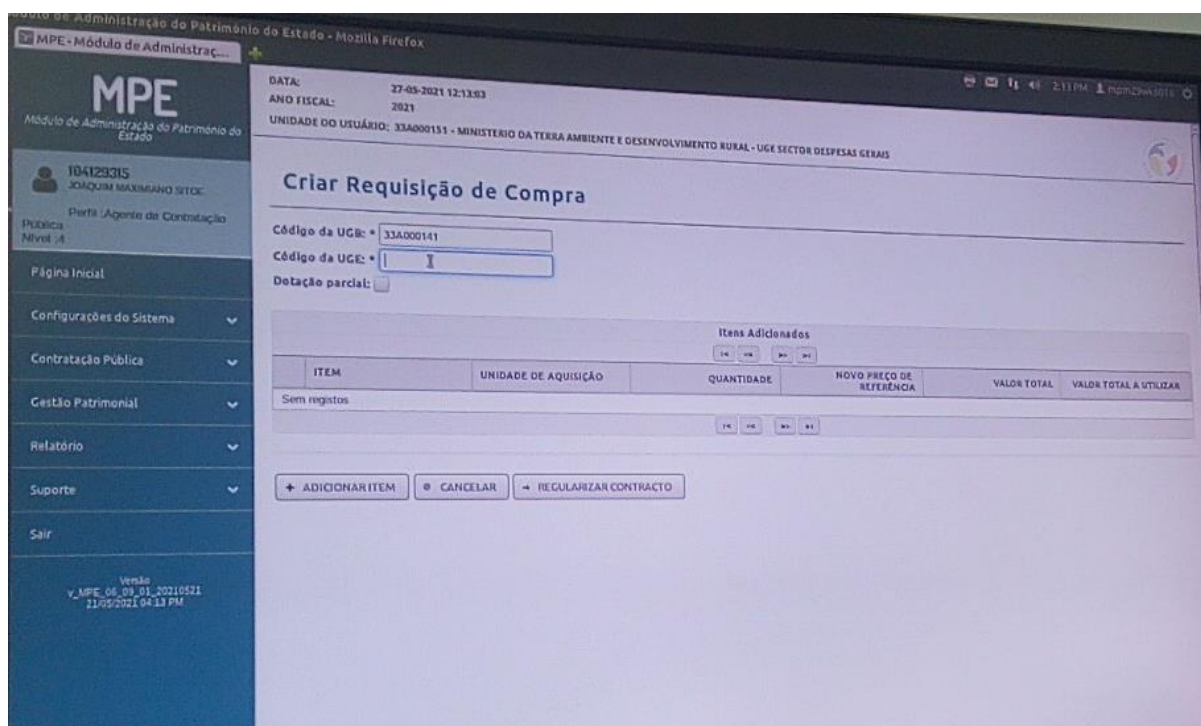 Módulo de Administração do Património do Estado - Mozilla Firefox
MPE - Módulo de Administraç...
2:13 PM
MPE
Módulo de Administração do Património do
Estado
104129315
JOAQUIM MAXIMIANO SITOE
Perfil :Agente de Contratação
Pública
Nível :4
Página Inicial
Configurações do Sistema
Contratação Pública
Gestão Patrimonial
Relatório
Suporte
Sair
Versão
v_MPE_06_09_01_20210521
21/05/2021 04:13 PM
DATA: 27-05-2021 12:13:03
ANO FISCAL: 2021
UNIDADE DO USUÁRIO: 33A000151 - MINISTERIO DA TERRA AMBIENTE E DESENVOLVIMENTO RURAL - UGE SECTOR DESPESAS GERAIS
Criar Requisição de Compra
Código da UGB: * 33A000141
Código da UGE: *
Dotação parcial:
Itens Adicionados
ITEM UNIDADE DE AQUISIÇÃO QUANTIDADE NOVO PREÇO DE REFERÊNCIA VALOR TOTAL VALOR TOTAL A UTILIZAR
Sem registos
+ ADICIONAR ITEM CANCELAR REGULARIZAR CONTRACTO